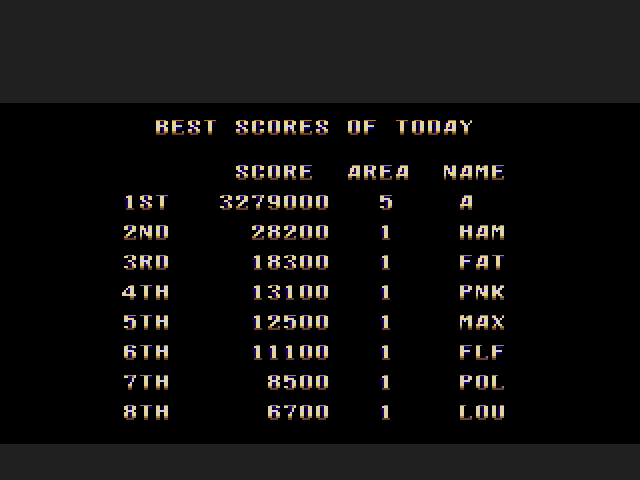 BEST SCORES OF TODAY
SCORE AREA NAME
1ST 3279000 5 A
2ND 28200 1 HAM
3RD 18300 1 FAT
4TH 13100 1 PNK
5TH 12500 1 MAX
6TH 11100 1 FLF
7TH 8500 1 POL
8TH 6700 1 LOU